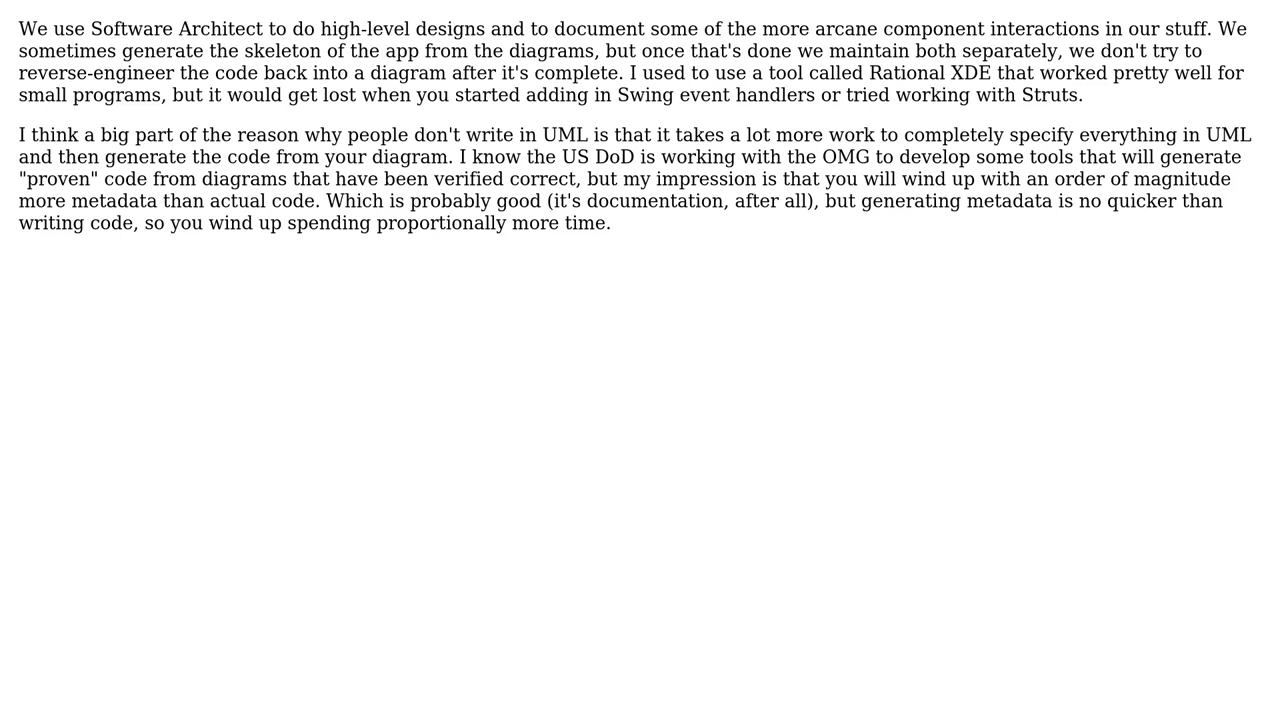 We use Software Architect to do high-level designs and to document some of the more arcane component interactions in our stuff. We
sometimes generate the skeleton of the app from the diagrams, but once that's done we maintain both separately, we don't try to
reverse-engineer the code back into a diagram after it's complete. I used to use a tool called Rational XDE that worked pretty well for
small programs, but it would get lost when you started adding in Swing event handlers or tried working with Struts.
I think a big part of the reason why people don't write in UML is that it takes a lot more work to completely specify everything in UML
and then generate the code from your diagram. I know the US DoD is working with the OMG to develop some tools that will generate
"proven" code from diagrams that have been verified correct, but my impression is that you will wind up with an order of magnitude
more metadata than actual code. Which is probably good (it's documentation, after all), but generating metadata is no quicker than
writing code, so you wind up spending proportionally more time.